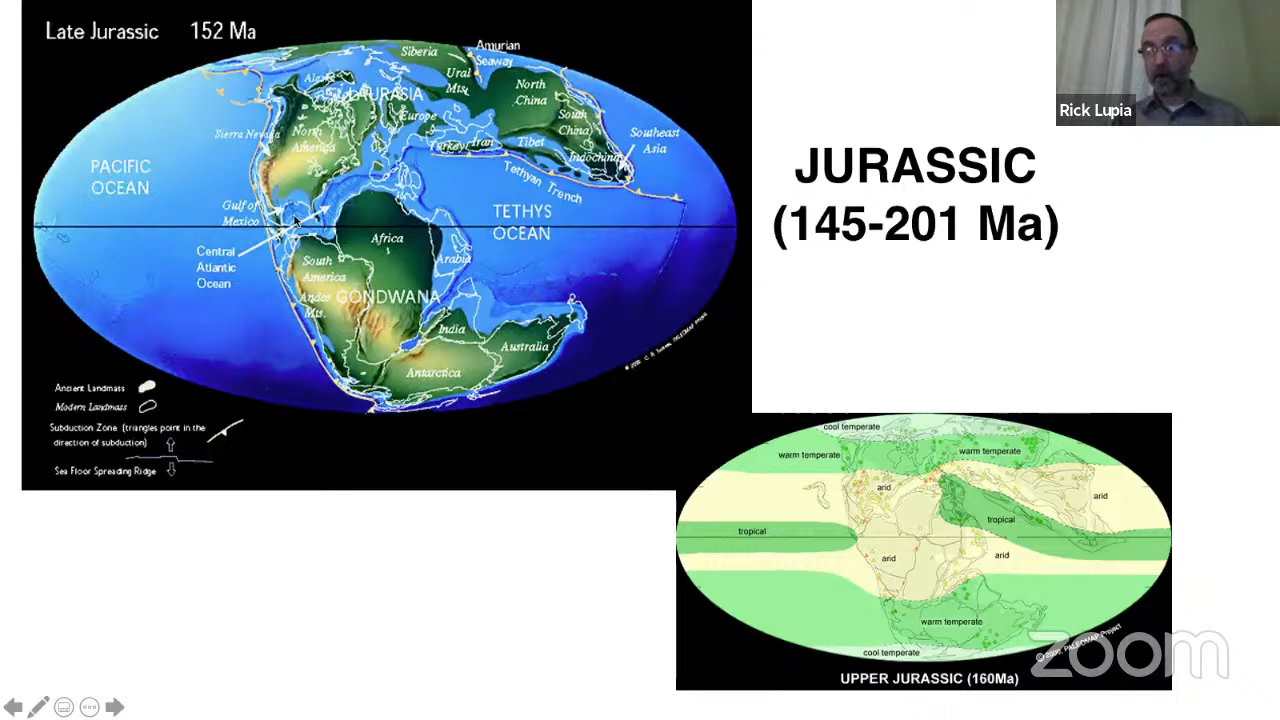 Late Jurassic 152 Ma
Amurian
Seaway
Siberia
Ural
Mts.
Alaska
LAURASIA
North
China
Europe
South
China
Southeast
Asia
North
America
Sierra Nevada
Turkey
Iran
Tibet
Indochina
PACIFIC
OCEAN
Tethyan Trench
Gulf of
Mexico
TETHYS
OCEAN
Central
Atlantic
Ocean
Africa
South
America
Arabia
Andes
Mts.
GONDWANA
India
Australia
Antarctica
Ancient Landmass
Modern Landmass
Subduction Zone (triangles point in the
direction of subduction)
Sea Floor Spreading Ridge
Rick Lupia
JURASSIC
(145-201 Ma)
cool temperate
warm temperate
warm temperate
arid
arid
tropical
tropical
arid
arid
warm temperate
cool temperate
PALEOMAP Project
UPPER JURASSIC (160Ma)
zoom